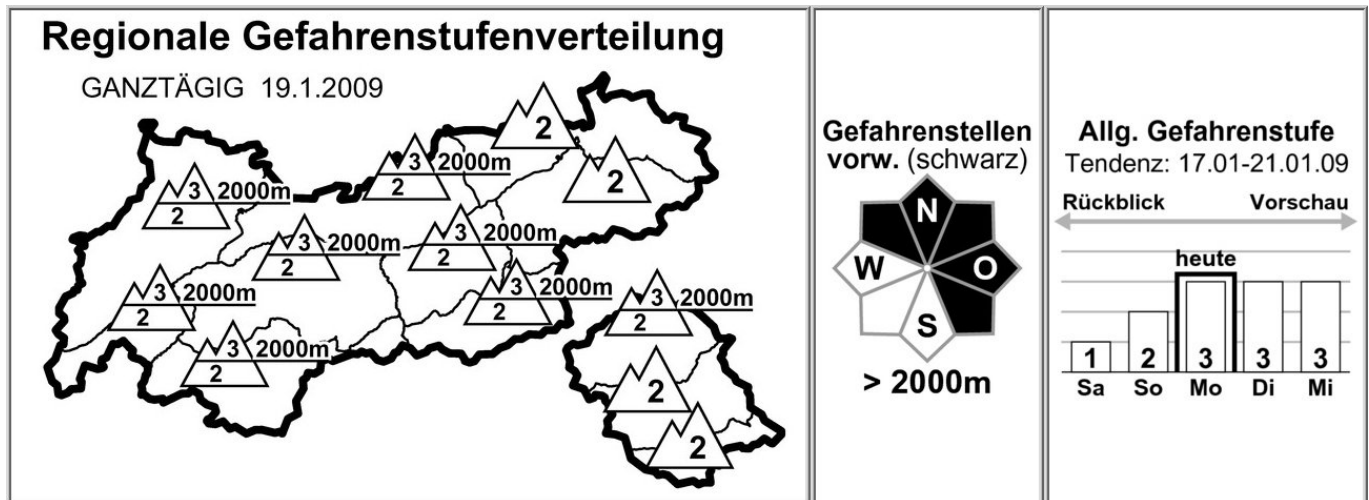 Regionale Gefahrenstufenverteilung
GANZTÄGIG 19.1.2009
2
3 2000m
2
2
3 2000m
2
3 2000m
2
3 2000m
2
3 2000m
2
3 2000m
2
3 2000m
2
3 2000m
2
2
2
Gefahrenstellen
vorw. (schwarz)
N
W O
S
> 2000m
Allg. Gefahrenstufe
Tendenz: 17.01-21.01.09
Rückblick Vorschau
heute
1 2 3 3 3
Sa So Mo Di Mi